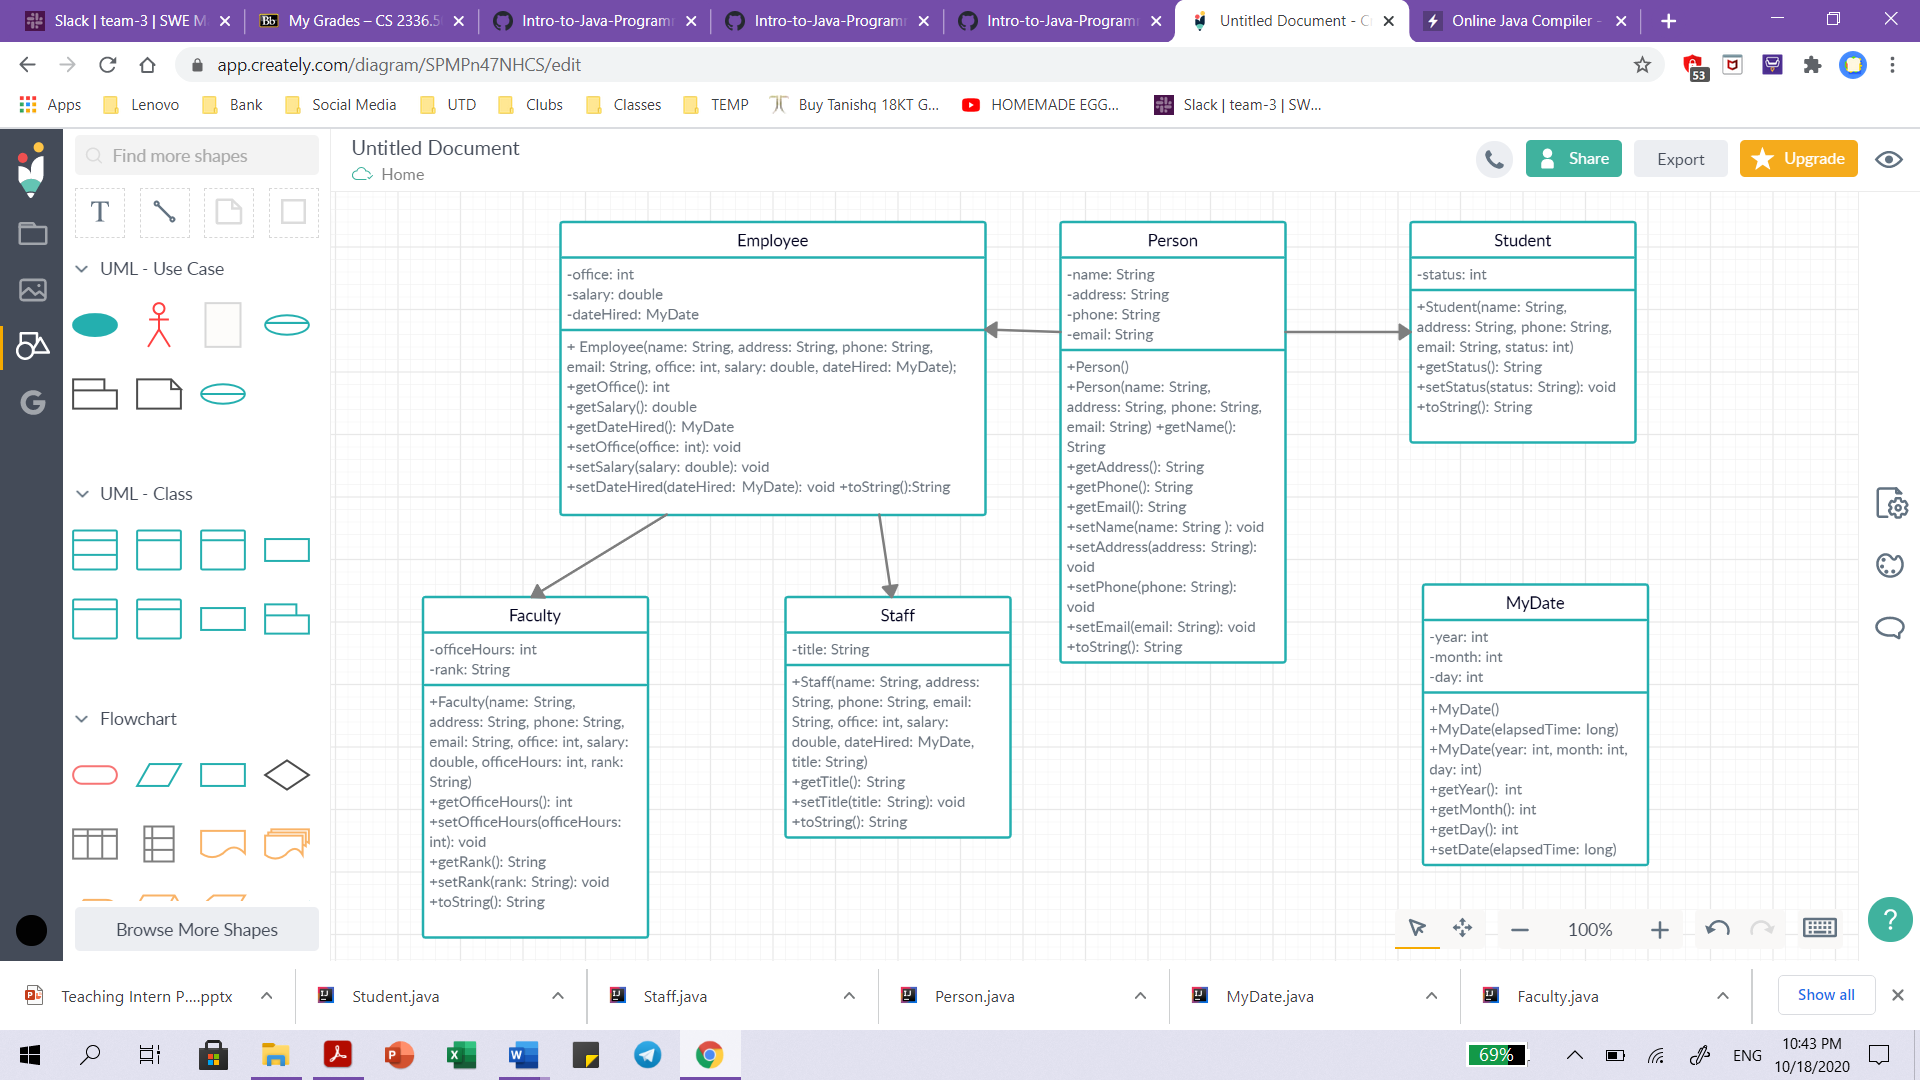 Slack | team-3 | SWE M
My Grades – CS 2336.5
Intro-to-Java-Program
Intro-to-Java-Program
Intro-to-Java-Program
Untitled Document - C
Online Java Compiler -
app.creately.com/diagram/SPMPn47NHCS/edit
53
Apps
Lenovo
Bank
Social Media
UTD
Clubs
Classes
TEMP
Buy Tanishq 18KT G...
HOMEMADE EGG...
Slack | team-3 | SW...
Find more shapes
Untitled Document
Home
Share
Export
Upgrade
T
UML - Use Case
UML - Class
Flowchart
Browse More Shapes
Employee
-office: int
-salary: double
-dateHired: MyDate
+ Employee(name: String, address: String, phone: String,
email: String, office: int, salary: double, dateHired: MyDate);
+getOffice(): int
+getSalary(): double
+getDateHired(): MyDate
+setOffice(office: int): void
+setSalary(salary: double): void
+setDateHired(dateHired: MyDate): void +toString():String
Person
-name: String
-address: String
-phone: String
-email: String
+Person()
+Person(name: String,
address: String, phone: String,
email: String) +getName():
String
+getAddress(): String
+getPhone(): String
+getEmail(): String
+setName(name: String ): void
+setAddress(address: String):
void
+setPhone(phone: String):
void
+setEmail(email: String): void
+toString(): String
Student
-status: int
+Student(name: String,
address: String, phone: String,
email: String, status: int)
+getStatus(): String
+setStatus(status: String): void
+toString(): String
Faculty
-officeHours: int
-rank: String
+Faculty(name: String,
address: String, phone: String,
email: String, office: int, salary:
double, officeHours: int, rank:
String)
+getOfficeHours(): int
+setOfficeHours(officeHours:
int): void
+getRank(): String
+setRank(rank: String): void
+toString(): String
Staff
-title: String
+Staff(name: String, address:
String, phone: String, email:
String, office: int, salary:
double, dateHired: MyDate,
title: String)
+getTitle(): String
+setTitle(title: String): void
+toString(): String
MyDate
-year: int
-month: int
-day: int
+MyDate()
+MyDate(elapsedTime: long)
+MyDate(year: int, month: int,
day: int)
+getYear(): int
+getMonth(): int
+getDay(): int
+setDate(elapsedTime: long)
100%
?
Teaching Intern P....pptx
Student.java
Staff.java
Person.java
MyDate.java
Faculty.java
Show all
69%
ENG
10:43 PM
10/18/2020